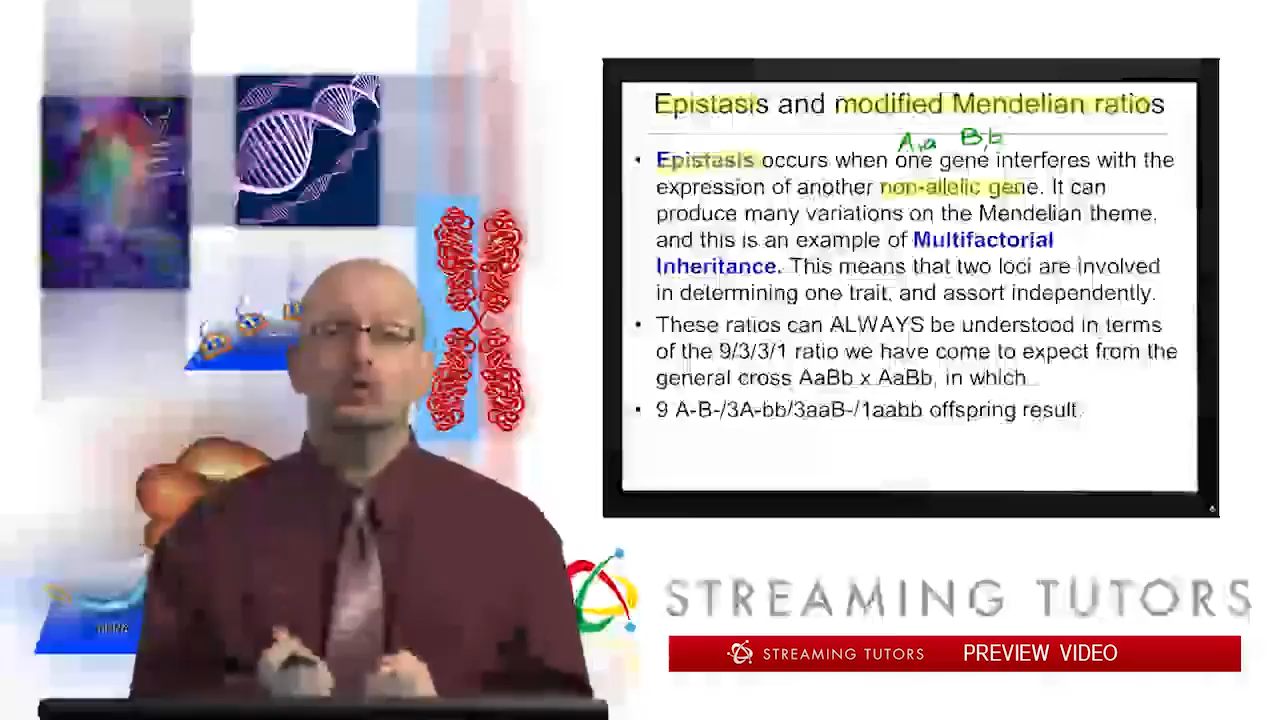 Epistasis and modified Mendelian ratios
A,a B,b
• Epistasis occurs when one gene interferes with the
expression of another non-allelic gene. It can
produce many variations on the Mendelian theme,
and this is an example of Multifactorial
Inheritance. This means that two loci are involved
in determining one trait, and assort independently.
• These ratios can ALWAYS be understood in terms
of the 9/3/3/1 ratio we have come to expect from the
general cross AaBb x AaBb, in which
• 9 A-B-/3A-bb/3aaB-/1aabb offspring result.
STREAMING TUTORS
STREAMING TUTORS PREVIEW VIDEO